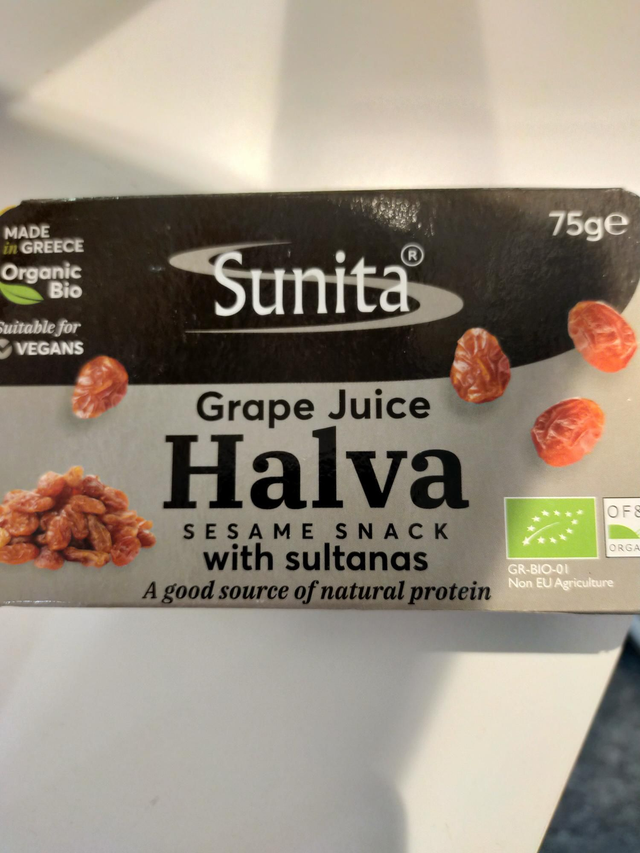 MADE
in GREECE
Organic
Bio
Suitable for
VEGANS
75g℮
Sunita®
Grape Juice
Halva
SESAME SNACK
with sultanas
A good source of natural protein
GR-BIO-01
Non EU Agriculture